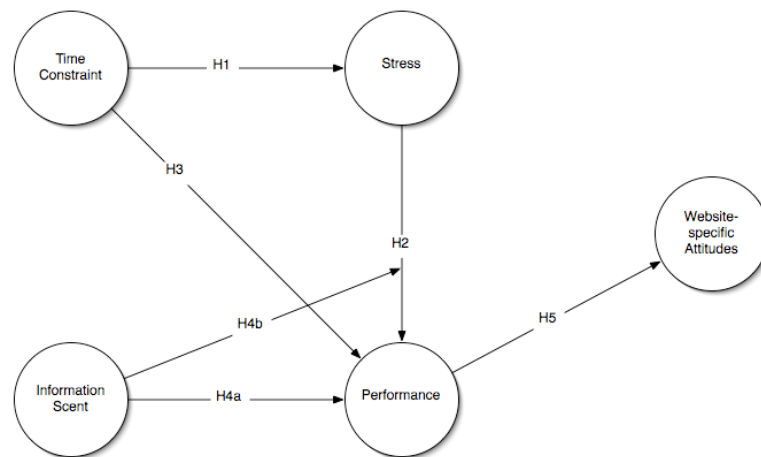 Time
Constraint
H1
Stress
H3
Website-
specific
Attitudes
H2
H4b
H5
Information
Scent
H4a
Performance